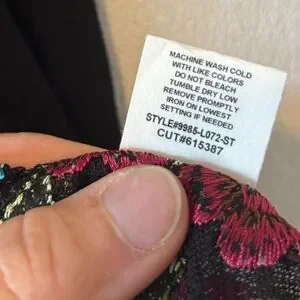 MACHINE WASH COLD
WITH LIKE COLORS
DO NOT BLEACH
TUMBLE DRY LOW
REMOVE PROMPTLY
IRON ON LOWEST
SETTING IF NEEDED
STYLE#9985-L072-ST
CUT#615387